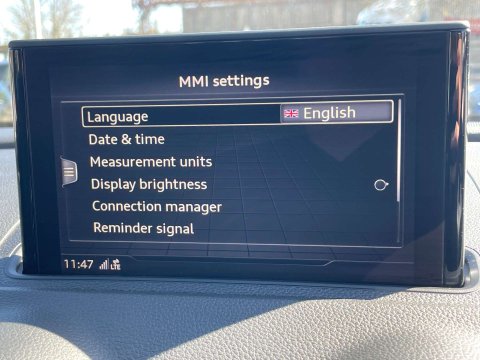 MMI settings
Language English
Date & time
Measurement units
Display brightness
Connection manager
Reminder signal
11:47 LTE